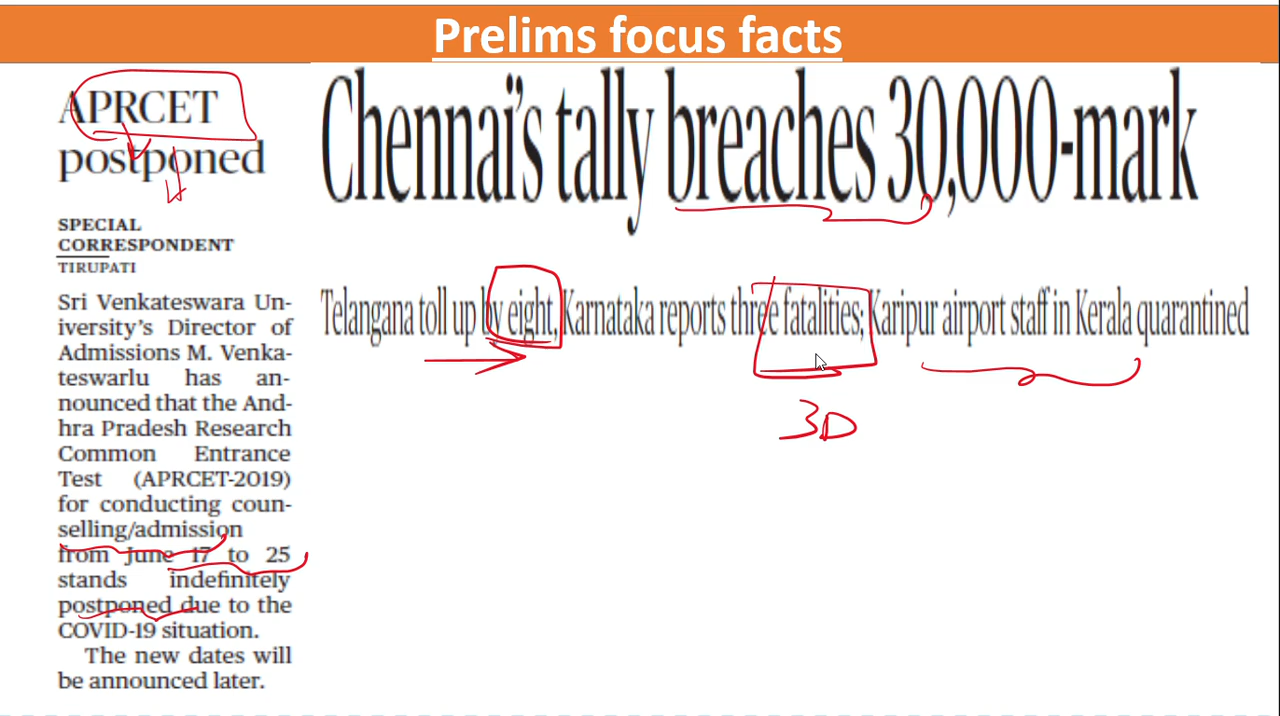 Prelims focus facts
APRCET
postponed
SPECIAL
CORRESPONDENT
TIRUPATI
Sri Venkateswara Un-
iversity's Director of
Admissions M. Venka-
teswarlu has an-
nounced that the And-
hra Pradesh Research
Common Entrance
Test (APRCET-2019)
for conducting coun-
selling/admission
from June 17 to 25
stands indefinitely
postponed due to the
COVID-19 situation.
The new dates will
be announced later.
Chennai's tally breaches 30,000-mark
Telangana toll up by eight, Karnataka reports three fatalities; Karipur airport staff in Kerala quarantined
3D